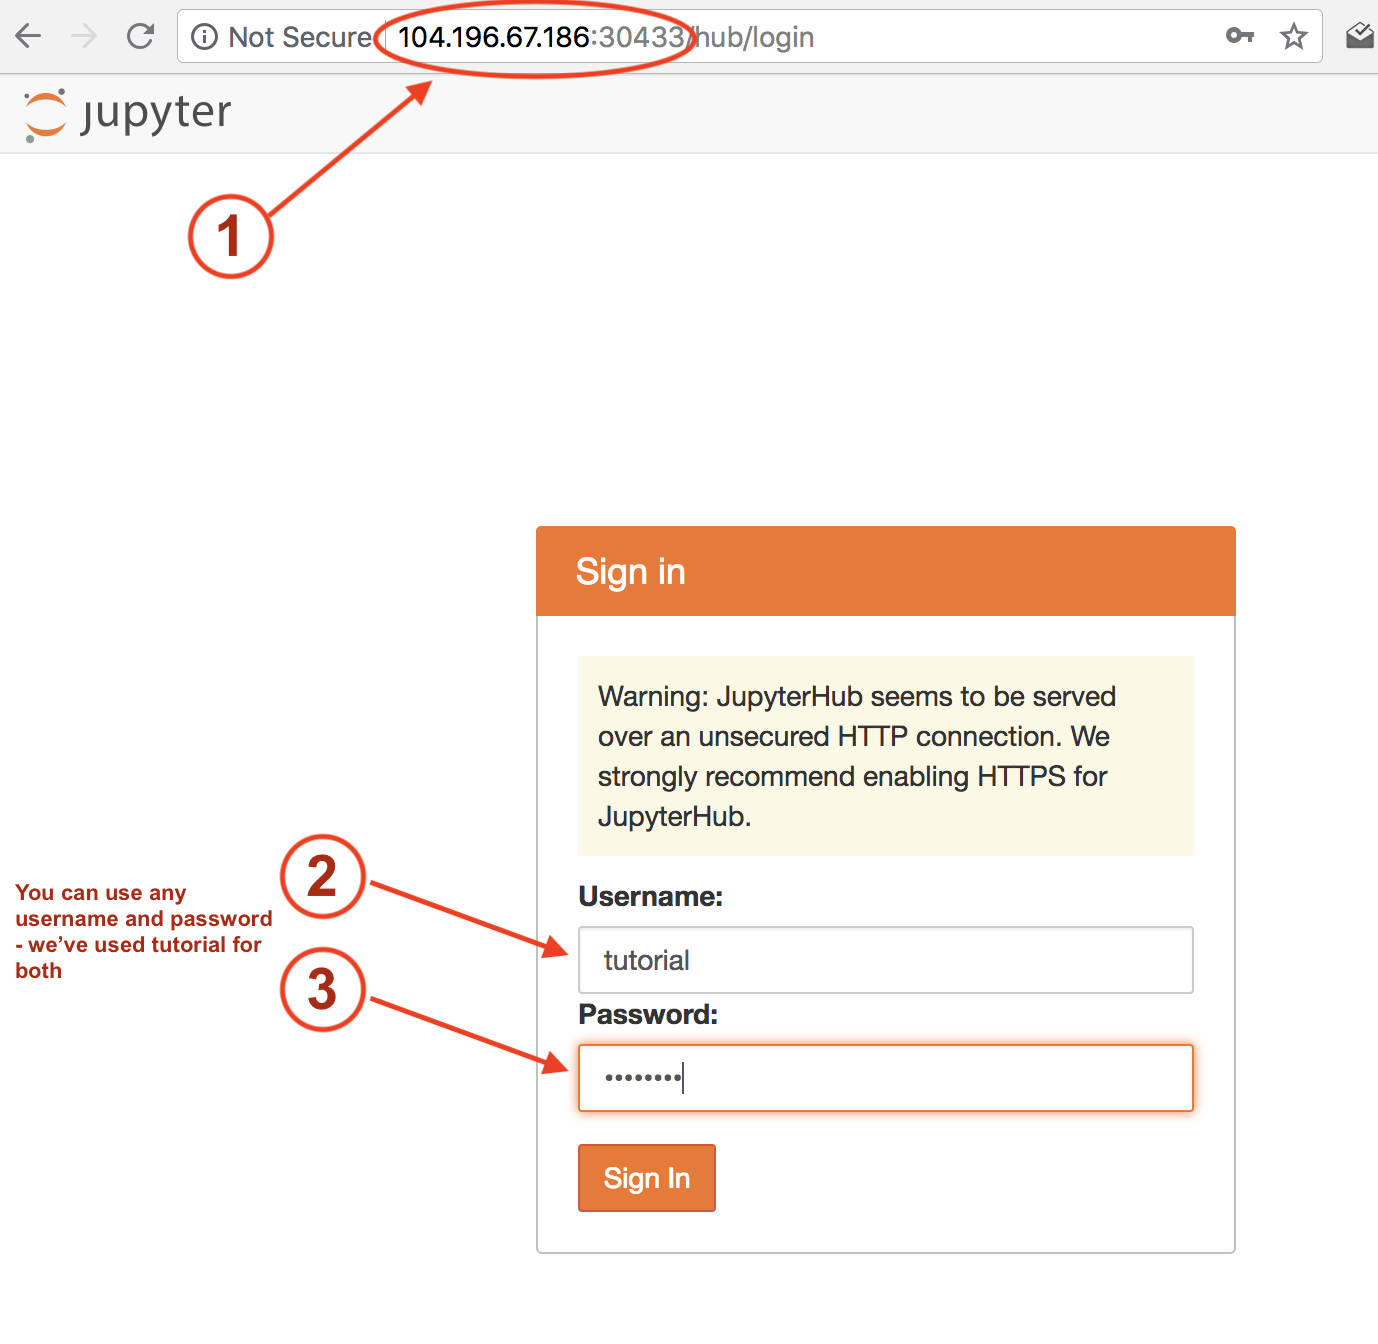 Not Secure 104.196.67.186:30433/hub/login
jupyter
1
Sign in
Warning: JupyterHub seems to be served
over an unsecured HTTP connection. We
strongly recommend enabling HTTPS for
JupyterHub.
2
Username:
You can use any
username and password
- we’ve used tutorial for
both
tutorial
3
Password:
••••••••
Sign In